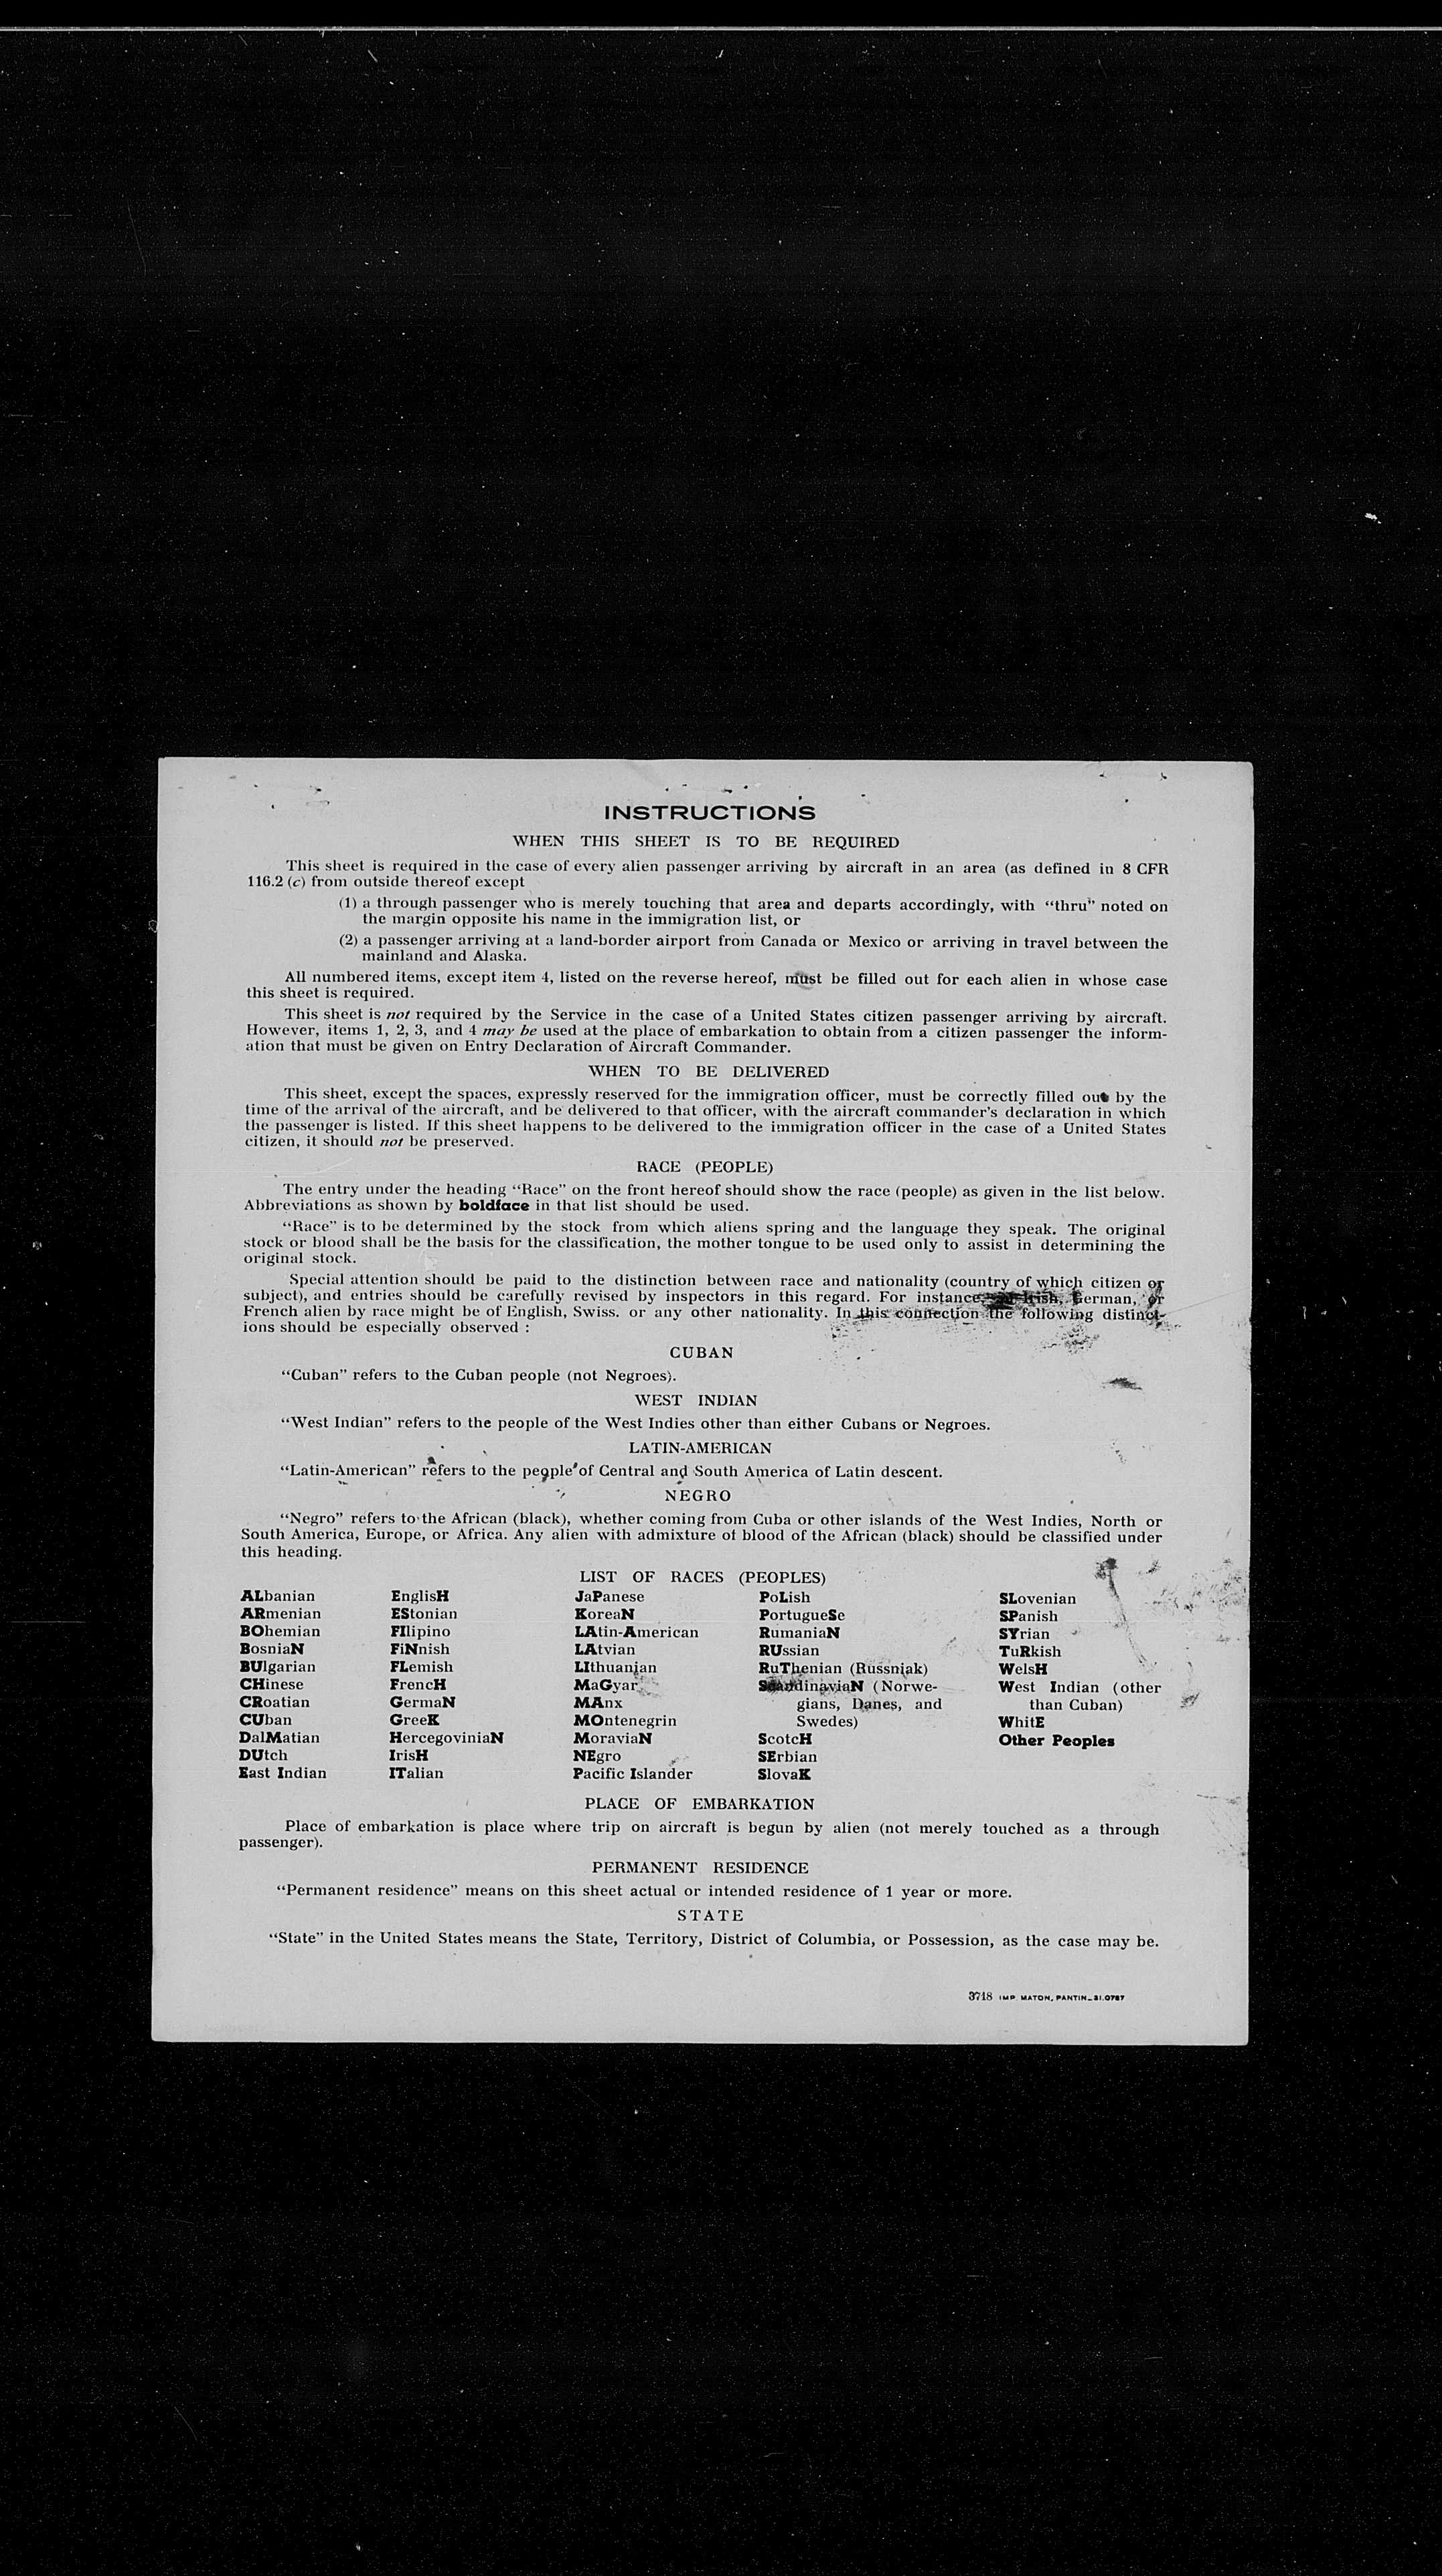 INSTRUCTIONS
WHEN THIS SHEET IS TO BE REQUIRED
This sheet is required in the case of every alien passenger arriving by aircraft in an area (as defined in 8 CFR
116.2 (c) from outside thereof except
(1) a through passenger who is merely touching that area and departs accordingly, with “thru” noted on
the margin opposite his name in the immigration list, or
(2) a passenger arriving at a land-border airport from Canada or Mexico or arriving in travel between the
mainland and Alaska.
All numbered items, except item 4, listed on the reverse hereof, must be filled out for each alien in whose case
this sheet is required.
This sheet is not required by the Service in the case of a United States citizen passenger arriving by aircraft.
However, items 1, 2, 3, and 4 may be used at the place of embarkation to obtain from a citizen passenger the inform-
ation that must be given on Entry Declaration of Aircraft Commander.
WHEN TO BE DELIVERED
This sheet, except the spaces, expressly reserved for the immigration officer, must be correctly filled out by the
time of the arrival of the aircraft, and be delivered to that officer, with the aircraft commander's declaration in which
the passenger is listed. If this sheet happens to be delivered to the immigration officer in the case of a United States
citizen, it should not be preserved.
RACE (PEOPLE)
The entry under the heading “Race” on the front hereof should show the race (people) as given in the list below.
Abbreviations as shown by boldface in that list should be used.
“Race” is to be determined by the stock from which aliens spring and the language they speak. The original
stock or blood shall be the basis for the classification, the mother tongue to be used only to assist in determining the
original stock.
Special attention should be paid to the distinction between race and nationality (country of which citizen or
subject), and entries should be carefully revised by inspectors in this regard. For instance, Irish, German, or
French alien by race might be of English, Swiss. or any other nationality. In this connection the following distinct-
ions should be especially observed :
CUBAN
“Cuban” refers to the Cuban people (not Negroes).
WEST INDIAN
“West Indian” refers to the people of the West Indies other than either Cubans or Negroes.
LATIN-AMERICAN
“Latin-American” refers to the people of Central and South America of Latin descent.
NEGRO
“Negro” refers to the African (black), whether coming from Cuba or other islands of the West Indies, North or
South America, Europe, or Africa. Any alien with admixture of blood of the African (black) should be classified under
this heading.
LIST OF RACES (PEOPLES)
ALbanian
ARmenian
BOhemian
BosniaN
BUlgarian
CHinese
CRoatian
CUban
DalMatian
DUtch
East Indian
EnglisH
EStonian
FIlipino
FiNnish
FLemish
FrencH
GermaN
GreeK
HercegoviniaN
IrisH
ITalian
JaPanese
KoreaN
LAtin-American
LAtvian
LIthuanian
MaGyar
MAnx
MOntenegrin
MoraviaN
NEgro
Pacific Islander
PoLish
PortugueSe
RumaniaN
RUssian
RuThenian (Russniak)
ScandinaviaN (Norwe-
gians, Danes, and
Swedes)
ScotcH
SErbian
SlovaK
SLovenian
SPanish
SYrian
TuRkish
WelsH
West Indian (other
than Cuban)
WhitE
Other Peoples
PLACE OF EMBARKATION
Place of embarkation is place where trip on aircraft is begun by alien (not merely touched as a through
passenger).
PERMANENT RESIDENCE
“Permanent residence” means on this sheet actual or intended residence of 1 year or more.
STATE
“State” in the United States means the State, Territory, District of Columbia, or Possession, as the case may be.
3718 IMP. MATON, PANTIN_31.0787